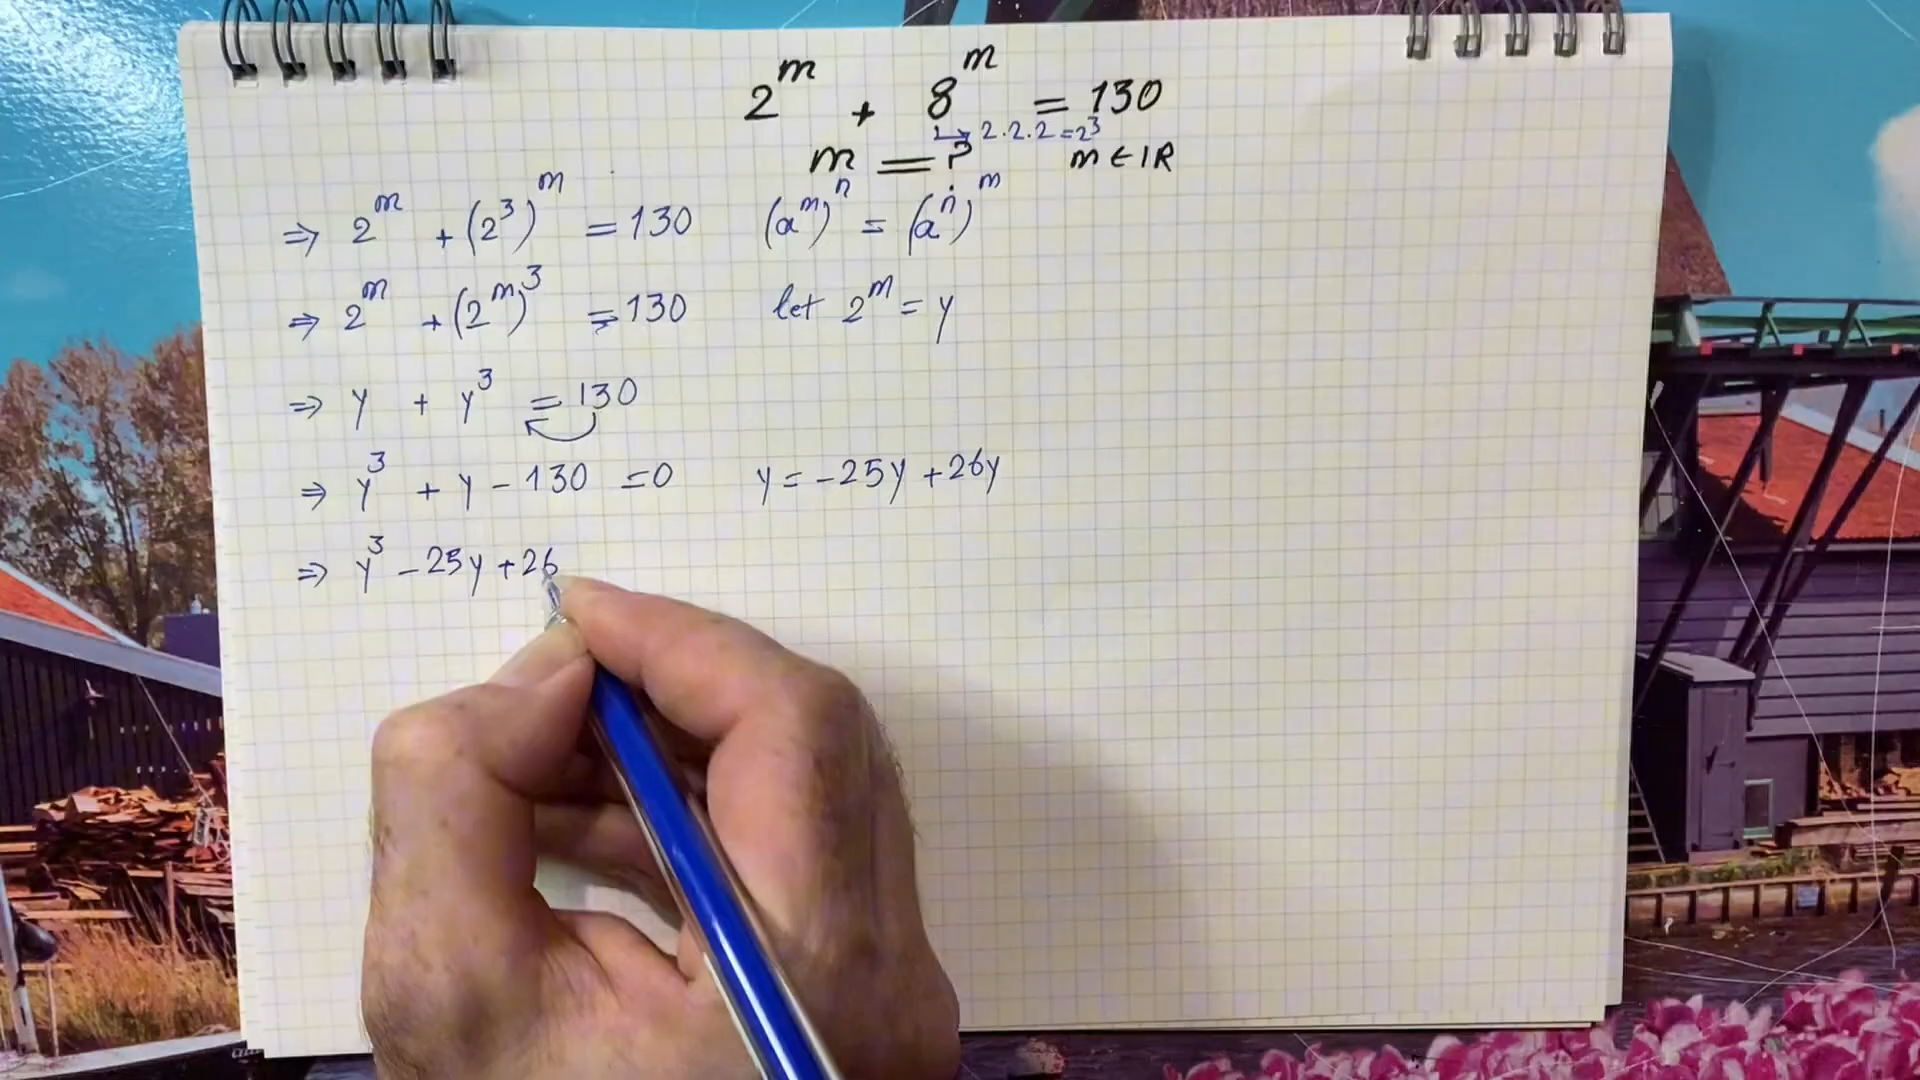 2^m + 8^m = 130
↳ 2.2.2 = 2^3
m = ? m ∈ IR
⇒ 2^m + (2^3)^m = 130 (a^m)^n = (a^n)^m
⇒ 2^m + (2^m)^3 = 130 let 2^m = y
⇒ y + y^3 = 130
⇒ y^3 + y - 130 = 0 y = -25y + 26y
⇒ y^3 - 25y + 26